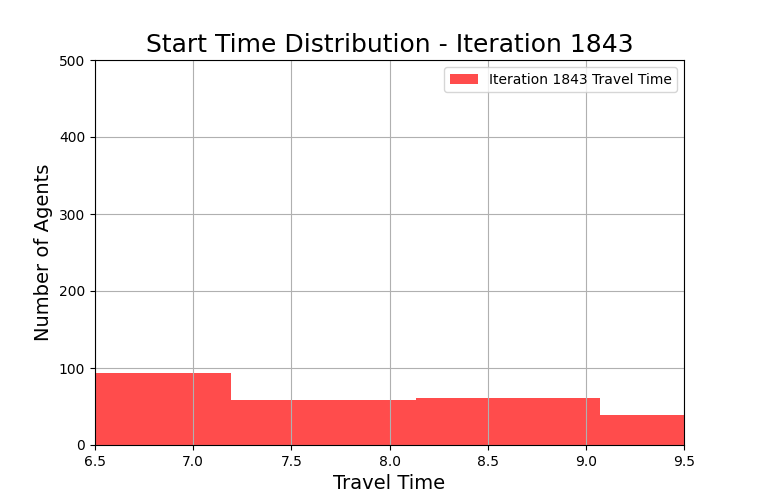 Start Time Distribution - Iteration 1843
Iteration 1843 Travel Time
Number of Agents
500
400
300
200
100
0
6.5 7.0 7.5 8.0 8.5 9.0 9.5
Travel Time